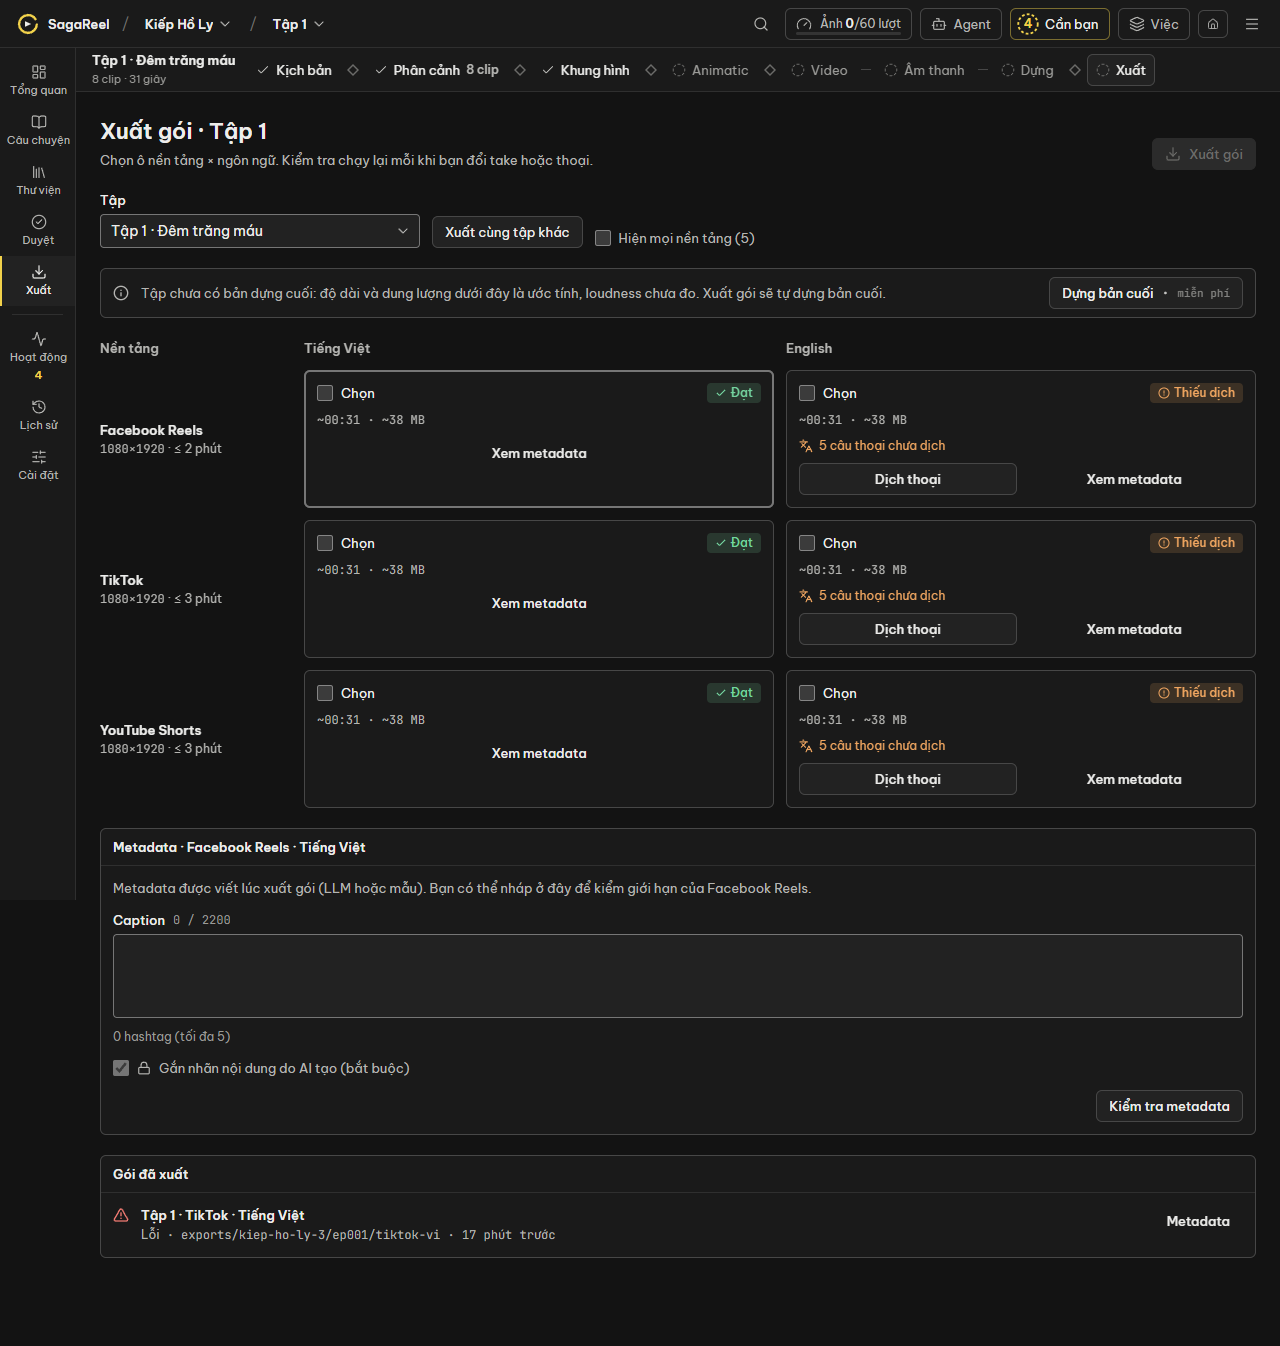 SagaReel / Kiếp Hồ Ly / Tập 1
Ảnh 0/60 lượt
Agent
4 Cần bạn
Việc
Tổng quan
Câu chuyện
Thư viện
Duyệt
Xuất
Hoạt động
4
Lịch sử
Cài đặt
Tập 1 · Đêm trăng máu
8 clip · 31 giây
Kịch bản
Phân cảnh 8 clip
Khung hình
Animatic
Video
Âm thanh
Dựng
Xuất
Xuất gói · Tập 1
Chọn ô nền tảng × ngôn ngữ. Kiểm tra chạy lại mỗi khi bạn đổi take hoặc thoại.
Xuất gói
Tập
Tập 1 · Đêm trăng máu
Xuất cùng tập khác
Hiện mọi nền tảng (5)
Tập chưa có bản dựng cuối: độ dài và dung lượng dưới đây là ước tính, loudness chưa đo. Xuất gói sẽ tự dựng bản cuối.
Dựng bản cuối • miễn phí
Nền tảng
Tiếng Việt
English
Facebook Reels
1080×1920 · ≤ 2 phút
Chọn
Đạt
~00:31 · ~38 MB
Xem metadata
Chọn
Thiếu dịch
~00:31 · ~38 MB
5 câu thoại chưa dịch
Dịch thoại
Xem metadata
TikTok
1080×1920 · ≤ 3 phút
Chọn
Đạt
~00:31 · ~38 MB
Xem metadata
Chọn
Thiếu dịch
~00:31 · ~38 MB
5 câu thoại chưa dịch
Dịch thoại
Xem metadata
YouTube Shorts
1080×1920 · ≤ 3 phút
Chọn
Đạt
~00:31 · ~38 MB
Xem metadata
Chọn
Thiếu dịch
~00:31 · ~38 MB
5 câu thoại chưa dịch
Dịch thoại
Xem metadata
Metadata · Facebook Reels · Tiếng Việt
Metadata được viết lúc xuất gói (LLM hoặc mẫu). Bạn có thể nháp ở đây để kiểm giới hạn của Facebook Reels.
Caption 0 / 2200
0 hashtag (tối đa 5)
Gắn nhãn nội dung do AI tạo (bắt buộc)
Kiểm tra metadata
Gói đã xuất
Tập 1 · TikTok · Tiếng Việt
Lỗi · exports/kiep-ho-ly-3/ep001/tiktok-vi · 17 phút trước
Metadata